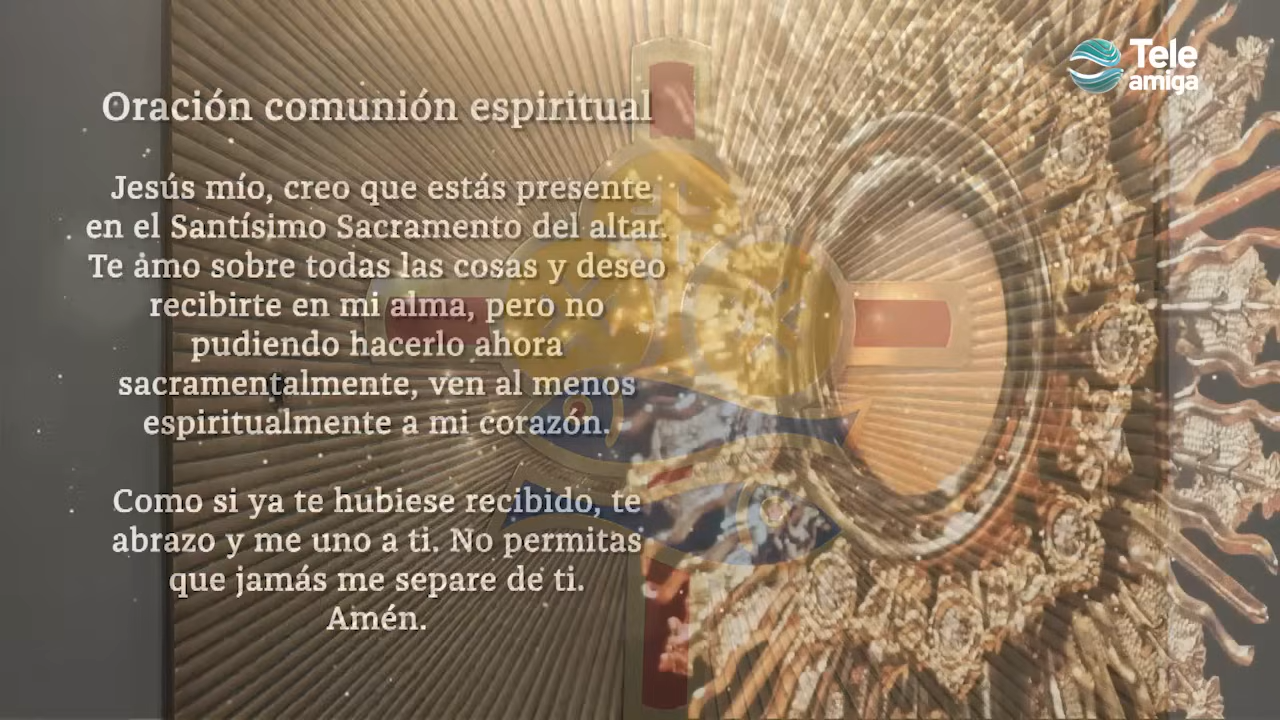 Tele
amiga
Oración comunión espiritual
Jesús mío, creo que estás presente
en el Santísimo Sacramento del altar.
Te amo sobre todas las cosas y deseo
recibirte en mi alma, pero no
pudiendo hacerlo ahora
sacramentalmente, ven al menos
espiritualmente a mi corazón.
Como si ya te hubiese recibido, te
abrazo y me uno a ti. No permitas
que jamás me separe de ti.
Amén.